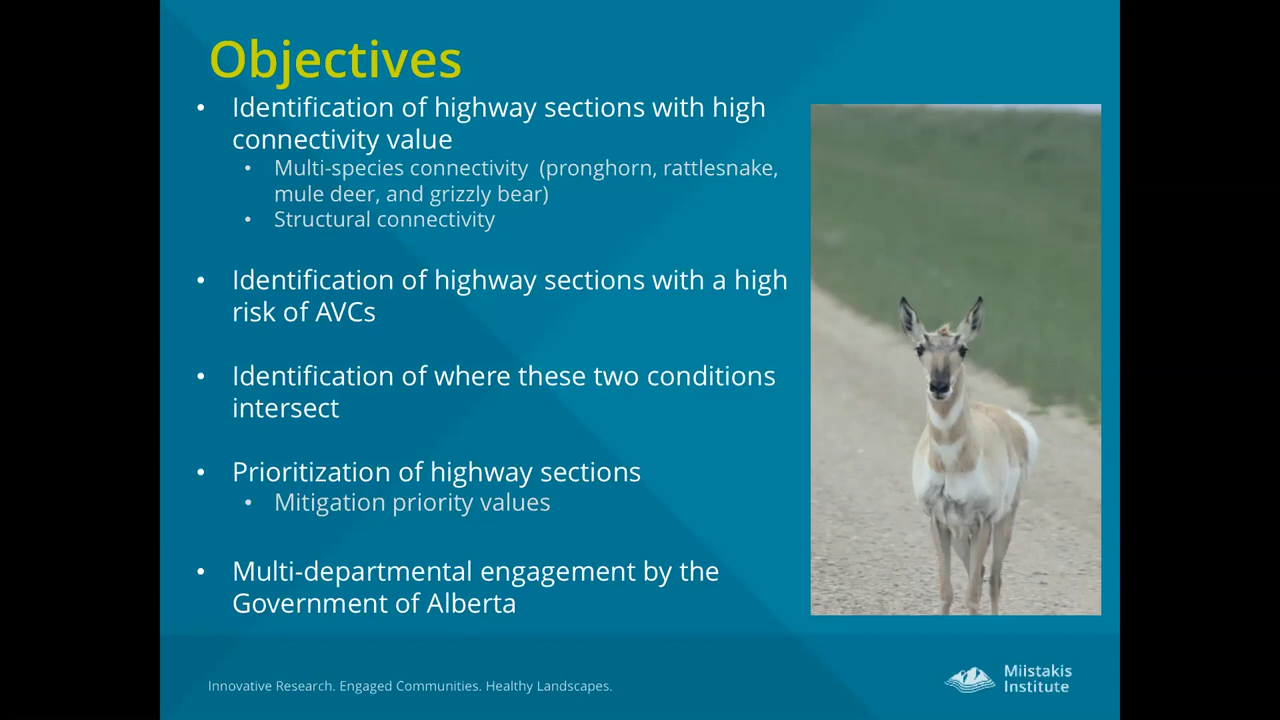 Objectives
• Identification of highway sections with high
connectivity value
• Multi-species connectivity (pronghorn, rattlesnake,
mule deer, and grizzly bear)
• Structural connectivity
• Identification of highway sections with a high
risk of AVCs
• Identification of where these two conditions
intersect
• Prioritization of highway sections
• Mitigation priority values
• Multi-departmental engagement by the
Government of Alberta
Innovative Research. Engaged Communities. Healthy Landscapes.
Miistakis
Institute